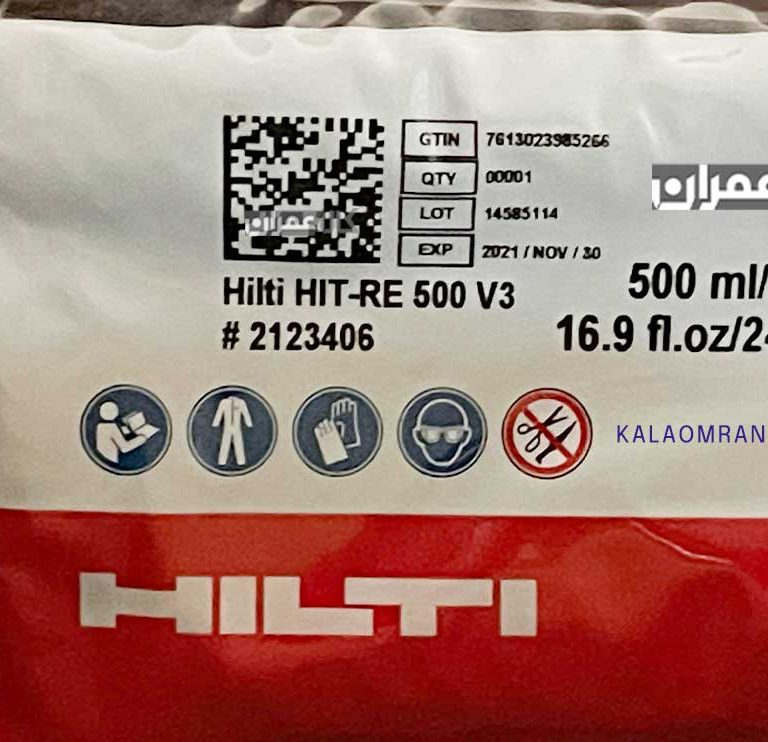 GTIN 7613023985266
QTY 00001
LOT 14585114
EXP 2021 / NOV / 30
عمران
Hilti HIT-RE 500 V3
# 2123406
500 ml/
16.9 fl.oz/2
KALAOMRAN
HILTI